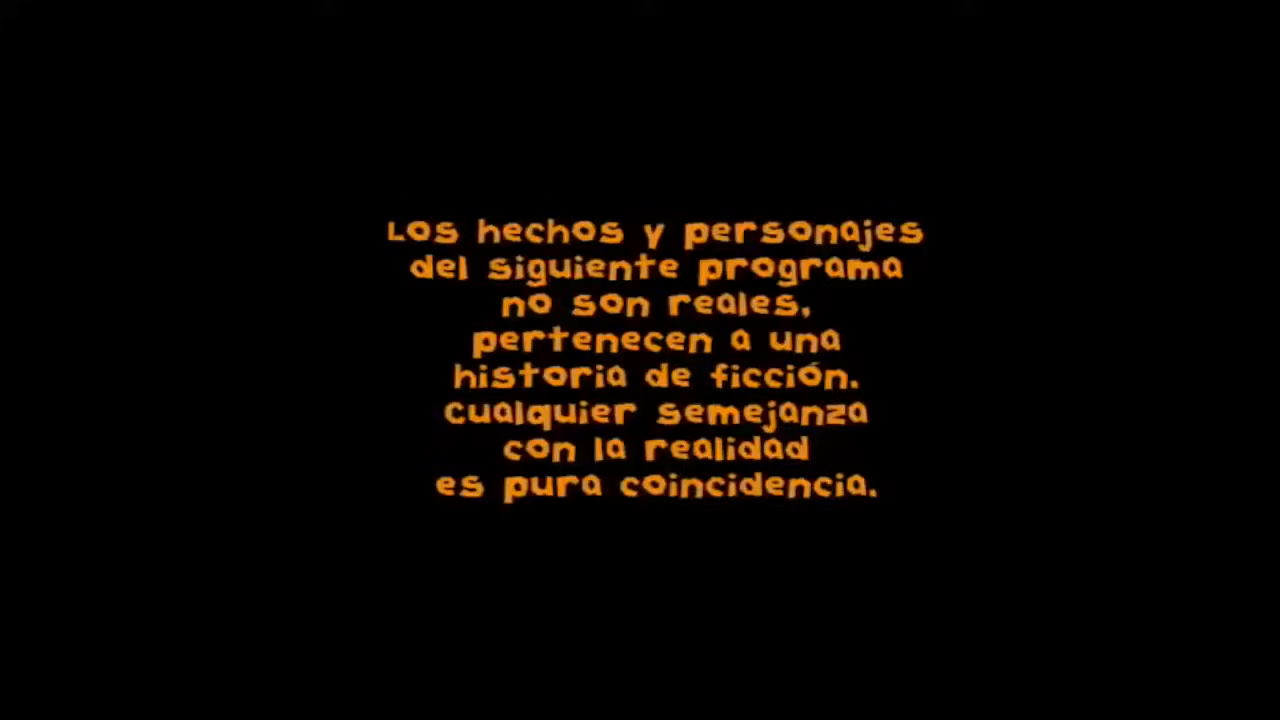 Los hechos y personajes
del siguiente programa
no son reales,
pertenecen a una
historia de ficción.
cualquier semejanza
con la realidad
es pura coincidencia.